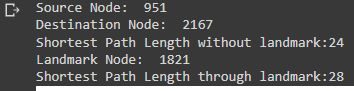 Source Node:  951
Destination Node:  2167
Shortest Path Length without landmark:24
Landmark Node:  1821
Shortest Path Length through landmark:28